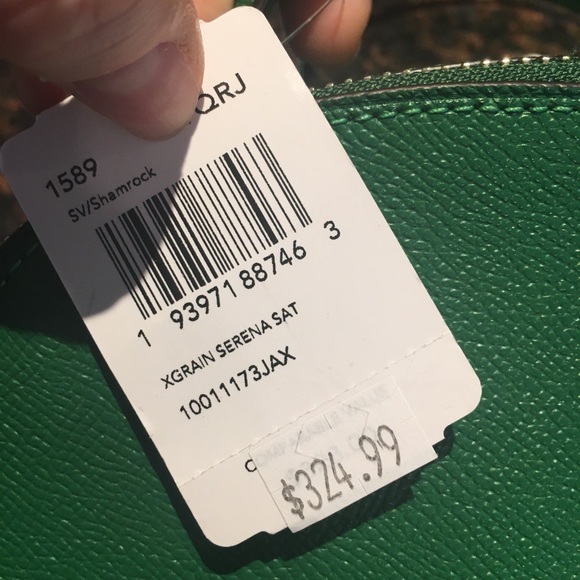 QRJ
1589
SV/Shamrock
1 93971 88746 3
XGRAIN SERENA SAT
10011173JAX
$324.99